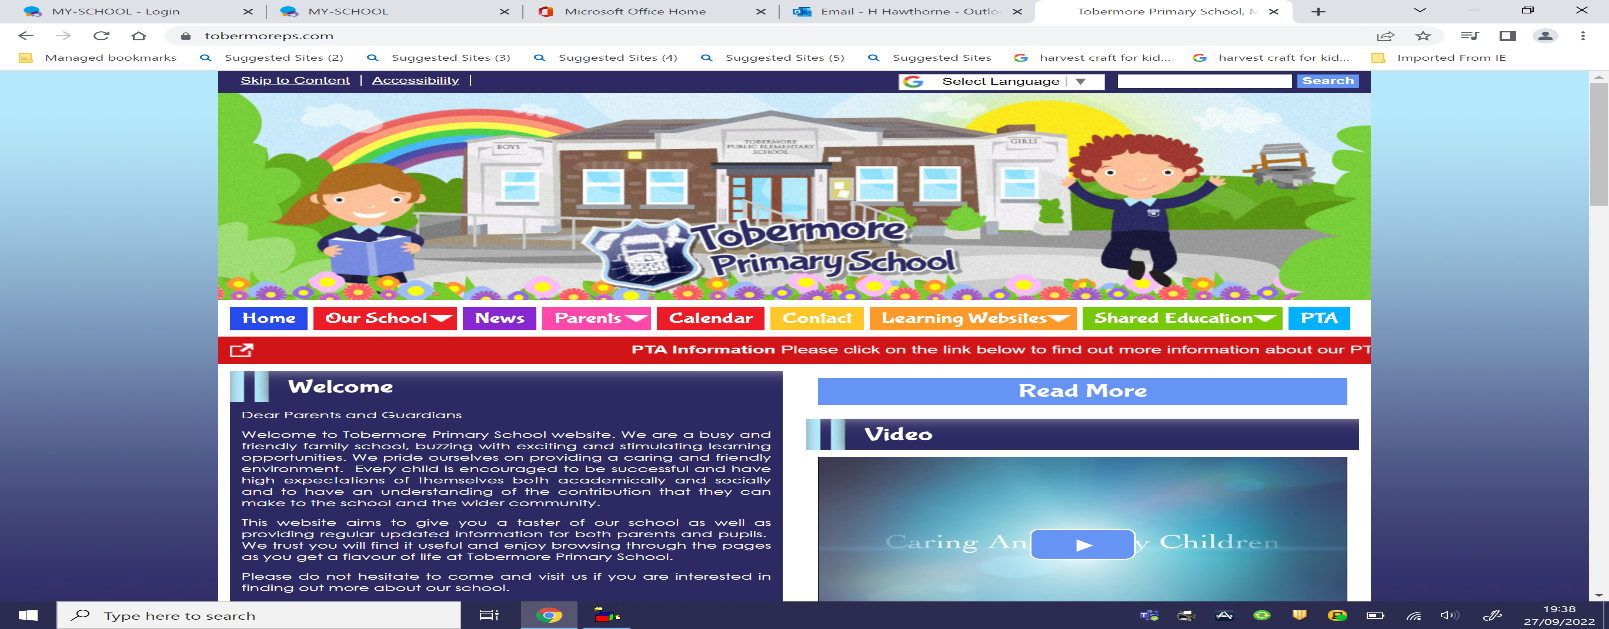 MY-SCHOOL - Login
MY-SCHOOL
Microsoft Office Home
Email - H Hawthorne - Outlo
Tobermore Primary School, M
tobermoreps.com
Managed bookmarks
Suggested Sites (2)
Suggested Sites (3)
Suggested Sites (4)
Suggested Sites (5)
Suggested Sites
harvest craft for kid...
harvest craft for kid...
Imported From IE
Skip to Content | Accessibility |
Select Language
Search
BOYS
TOBERMORE
PUBLIC ELEMENTARY
SCHOOL
GIRLS
Tobermore
Primary School
Home
Our School
News
Parents
Calendar
Contact
Learning Websites
Shared Education
PTA
PTA Information Please click on the link below to find out more information about our PT
Welcome
Dear Parents and Guardians
Welcome to Tobermore Primary School website. We are a busy and
friendly family school, buzzing with exciting and stimulating learning
opportunities. We pride ourselves on providing a caring and friendly
environment. Every child is encouraged to be successful and have
high expectations of themselves both academically and socially
and to have an understanding of the contribution that they can
make to the school and the wider community.
This website aims to give you a taster of our school as well as
providing regular updated information for both parents and pupils.
We trust you will find it useful and enjoy browsing through the pages
as you get a flavour of life at Tobermore Primary School.
Please do not hesitate to come and visit us if you are interested in
finding out more about our school.
Read More
Video
Caring An y Children
Type here to search
19:38
27/09/2022